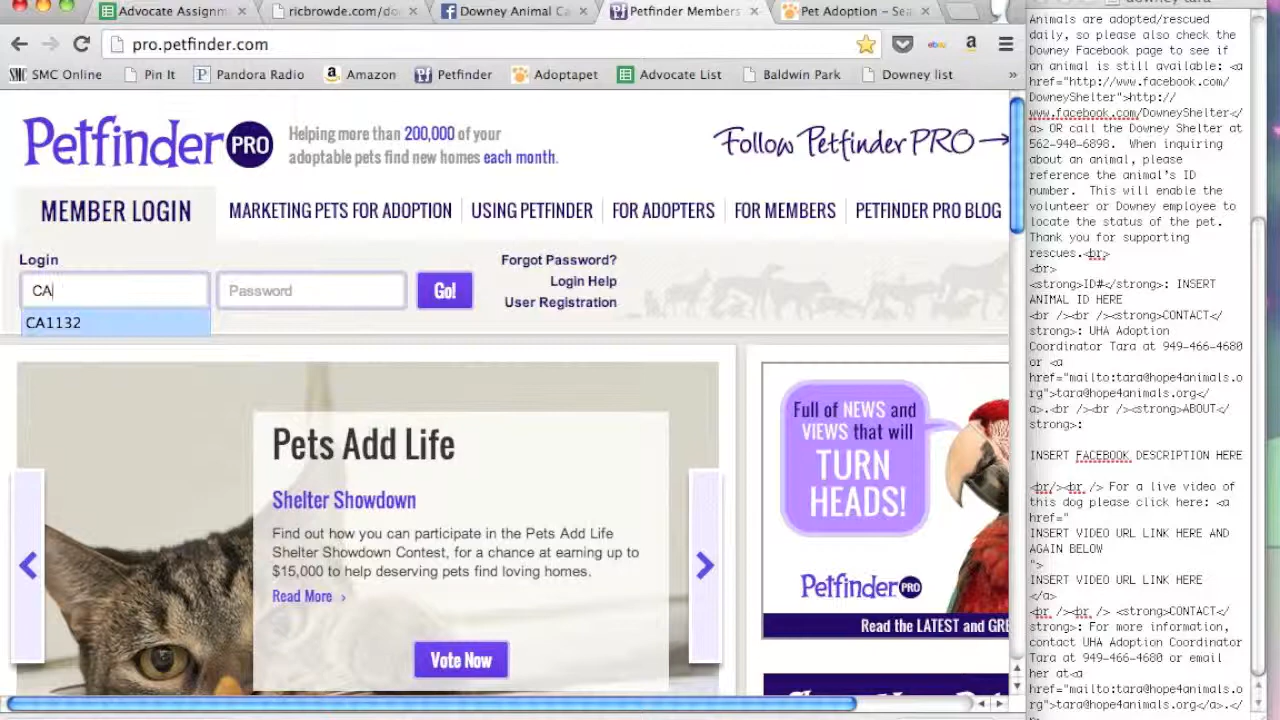 Advocate Assignm
ricbrowde.com/do
Downey Animal Ca
Petfinder Members
Pet Adoption – Sea
pro.petfinder.com
SMC Online
Pin It
Pandora Radio
Amazon
Petfinder
Adoptapet
Advocate List
Baldwin Park
Downey list
»
Petfinder PRO
Helping more than 200,000 of your
adoptable pets find new homes each month.
Follow Petfinder PRO
MEMBER LOGIN
MARKETING PETS FOR ADOPTION
USING PETFINDER
FOR ADOPTERS
FOR MEMBERS
PETFINDER PRO BLOG
Login
CA
Password
Go!
CA1132
Forgot Password?
Login Help
User Registration
Pets Add Life
Shelter Showdown
Find out how you can participate in the Pets Add Life
Shelter Showdown Contest, for a chance at earning up to
$15,000 to help deserving pets find loving homes.
Read More ›
Vote Now
Full of NEWS and
VIEWS that will
TURN
HEADS!
Petfinder PRO
Read the LATEST and GRE
Animals are adopted/rescued
daily, so please also check the
Downey Facebook page to see if
an animal is still available: <a
href="http://www.facebook.com/
DowneyShelter">http://
www.facebook.com/DowneyShelter</
a> OR call the Downey Shelter at
562-940-6898. When inquiring
about an animal, please
reference the animal's ID
number. This will enable the
volunteer or Downey employee to
locate the status of the pet.
Thank you for supporting
rescues.<br>
<br>
<strong>ID#</strong>: INSERT
ANIMAL ID HERE
<br /><br /><strong>CONTACT</
strong>: UHA Adoption
Coordinator Tara at 949-466-4680
or <a
href="mailto:tara@hope4animals.o
rg">tara@hope4animals.org</
a>.<br /><br /><strong>ABOUT</
strong>:
INSERT FACEBOOK DESCRIPTION HERE
<br/><br /> For a live video of
this dog please click here: <a
href="
INSERT VIDEO URL LINK HERE AND
AGAIN BELOW
">
INSERT VIDEO URL LINK HERE
</a>
<br /><br /> <strong>CONTACT</
strong>: For more information,
contact UHA Adoption Coordinator
Tara at 949-466-4680 or email
her at<a
href="mailto:tara@hope4animals.o
rg">tara@hope4animals.org</a>.</